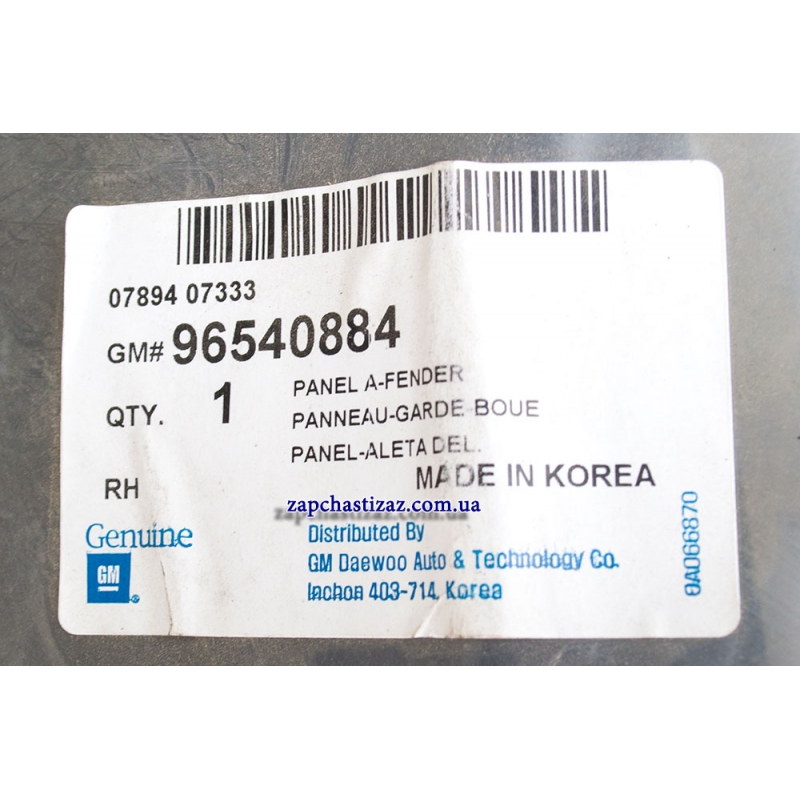 07894 07333
GM# 96540884
QTY. 1
PANEL A-FENDER
PANNEAU-GARDE-BOUE
PANEL-ALETA DEL.
RH
MADE IN KOREA
zapchastizaz.com.ua
Genuine
GM
Distributed By
GM Daewoo Auto & Technology Co.
Inchon 403-714, Korea
9A066870